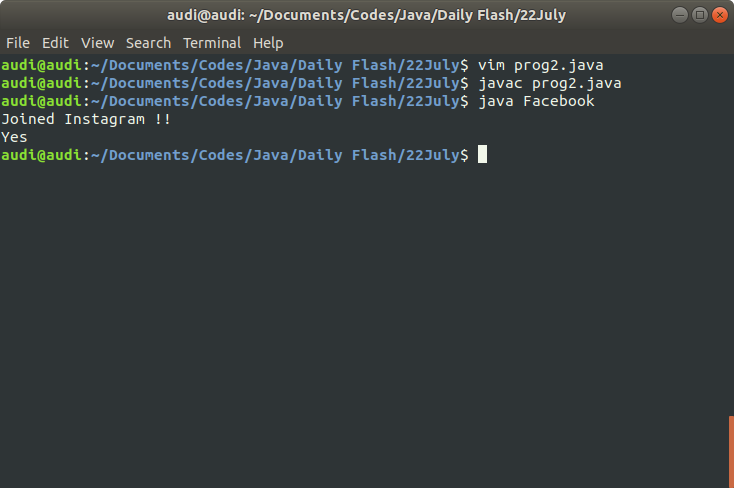 audi@audi: ~/Documents/Codes/Java/Daily Flash/22July
File Edit View Search Terminal Help
audi@audi:~/Documents/Codes/Java/Daily Flash/22July$ vim prog2.java
audi@audi:~/Documents/Codes/Java/Daily Flash/22July$ javac prog2.java
audi@audi:~/Documents/Codes/Java/Daily Flash/22July$ java Facebook
Joined Instagram !!
Yes
audi@audi:~/Documents/Codes/Java/Daily Flash/22July$